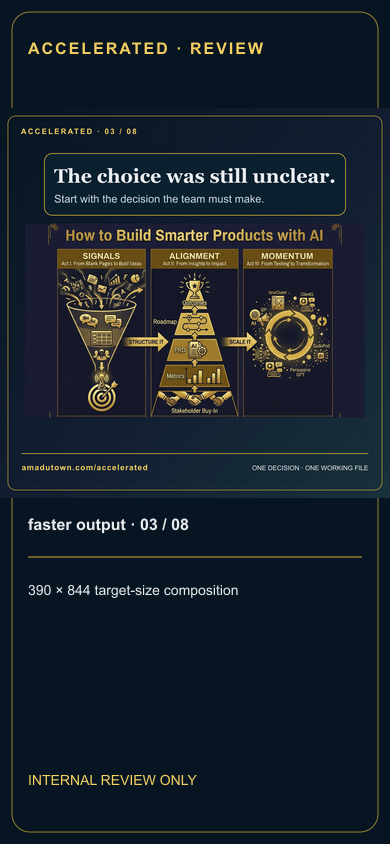 ACCELERATED · REVIEW
ACCELERATED · 03 / 08
The choice was still unclear.
Start with the decision the team must make.
How to Build Smarter Products with AI
SIGNALS
Act I: From Blank Pages to Bold Ideas
ALIGNMENT
Act II: From Insights to Impact
MOMENTUM
Act III: From Testing to Transformation
Outcomes
Roadmap
PRD
Metrics
Stakeholder Buy-in
STRUCTURE IT
SCALE IT
AI
Persuasive
GPT
amadutown.com/accelerated
ONE DECISION · ONE WORKING FILE
faster output · 03 / 08
390 × 844 target-size composition
INTERNAL REVIEW ONLY